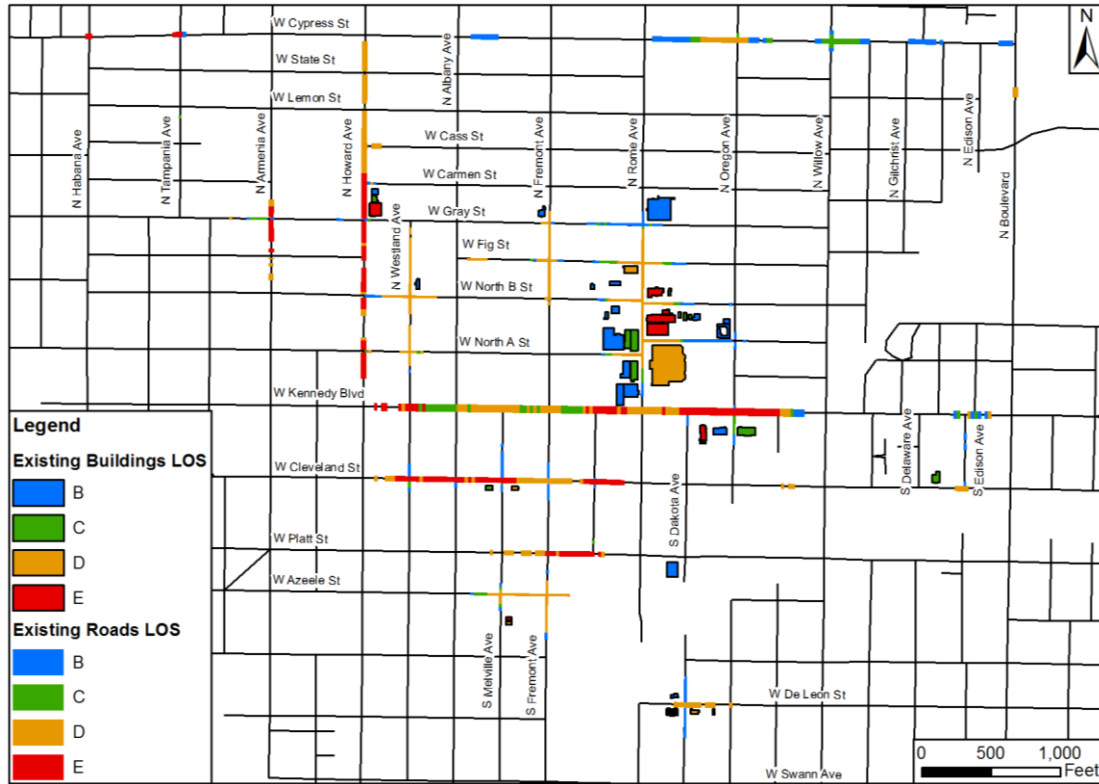 W Cypress St
N
W State St
N Albany Ave
W Lemon St
N Habana Ave
N Tampania Ave
N Armenia Ave
N Howard Ave
W Cass St
N Fremont Ave
N Rome Ave
N Oregon Ave
N Willow Ave
N Gilchrist Ave
N Edison Ave
W Carmen St
N Boulevard
W Gray St
N Westland Ave
W Fig St
W North B St
W North A St
W Kennedy Blvd
Legend
Existing Buildings LOS
B
C
D
E
Existing Roads LOS
B
C
D
E
W Cleveland St
S Delaware Ave
S Edison Ave
S Dakota Ave
W Platt St
W Azeele St
S Melville Ave
S Fremont Ave
W De Leon St
0 500 1,000
Feet
W Swann Ave